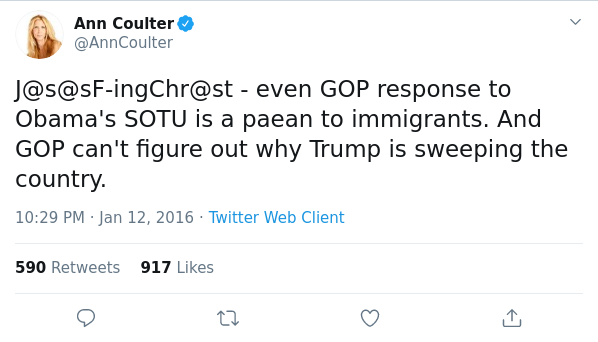 Ann Coulter
@AnnCoulter
J@s@sF-ingChr@st - even GOP response to
Obama's SOTU is a paean to immigrants. And
GOP can't figure out why Trump is sweeping the
country.
10:29 PM · Jan 12, 2016 · Twitter Web Client
590 Retweets 917 Likes